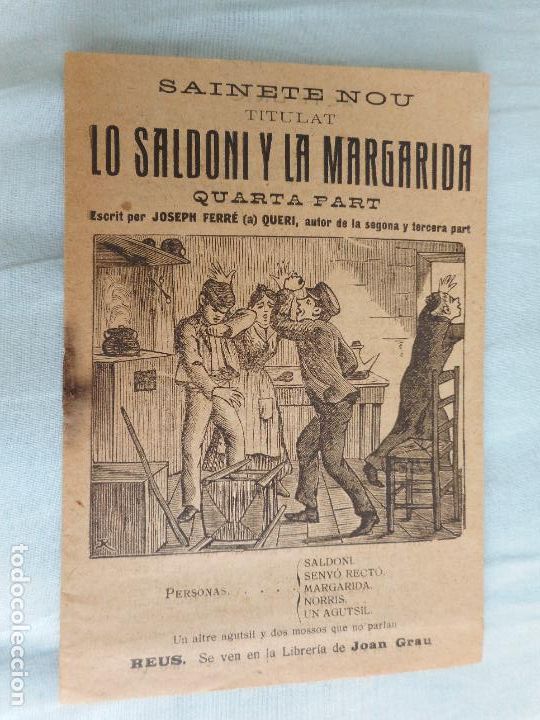 SAINETE NOU
TITULAT
LO SALDONI Y LA MARGARIDA
QUARTA PART
Escrit per JOSEPH FERRÉ (a) QUERI, autor de la segona y tercera part
SALDONI.
SENYÓ RECTÓ.
PERSONAS. . . . . MARGARIDA.
NORRIS.
UN AGUTSIL.
Un altre agutsil y dos mossos que no parlan
REUS. Se ven en la Librería de Joan Grau
todocoleccion